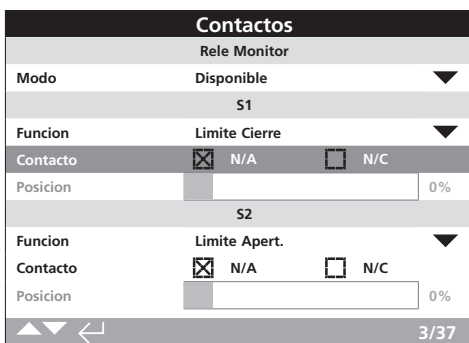 Contactos
Rele Monitor
Modo Disponible
S1
Funcion Limite Cierre
Contacto N/A N/C
Posicion 0%
S2
Funcion Limite Apert.
Contacto N/A N/C
Posicion 0%
3/37